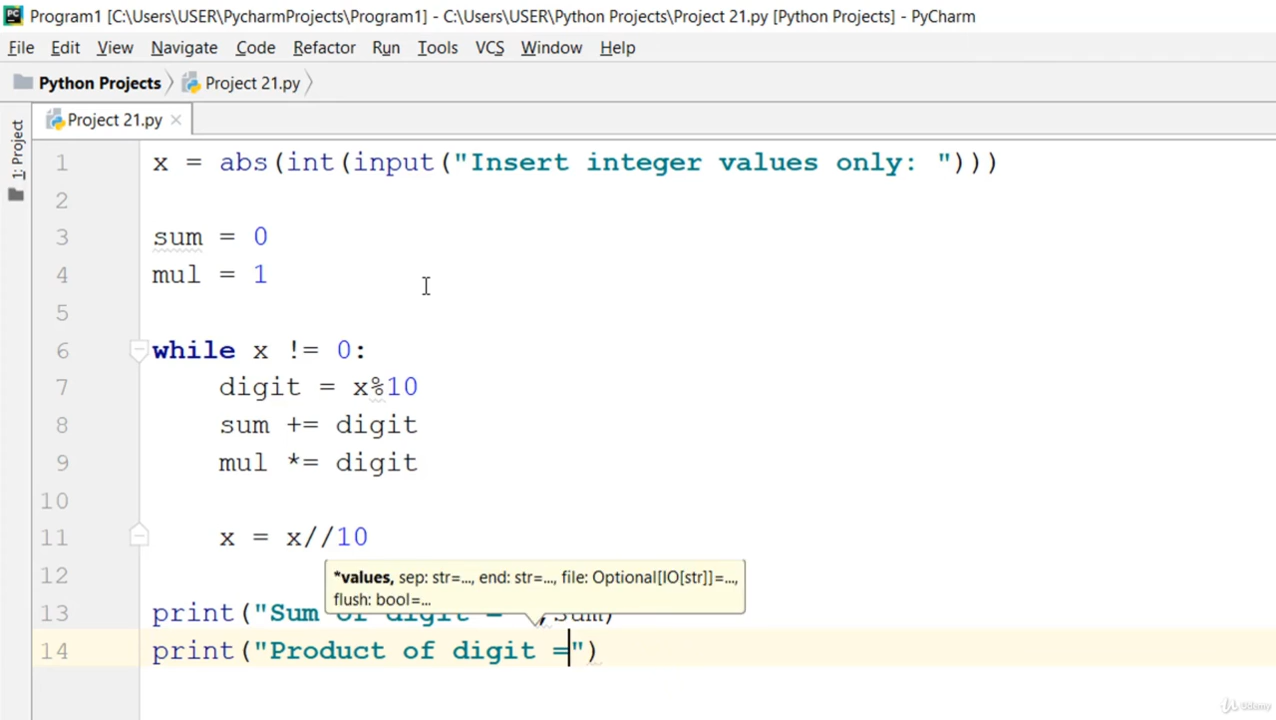 Program1 [C:\Users\USER\PycharmProjects\Program1] - C:\Users\USER\Python Projects\Project 21.py [Python Projects] - PyCharm
File Edit View Navigate Code Refactor Run Tools VCS Window Help
Python Projects Project 21.py
Project 21.py
1: Project
1 x = abs(int(input("Insert integer values only: ")))
2
3 sum = 0
4 mul = 1
5
6 while x != 0:
7 digit = x%10
8 sum += digit
9 mul *= digit
10
11 x = x//10
12
*values, sep: str=..., end: str=..., file: Optional[IO[str]]=...,
flush: bool=...
13 print("Sum of digit = ",sum)
14 print("Product of digit =")
Udemy